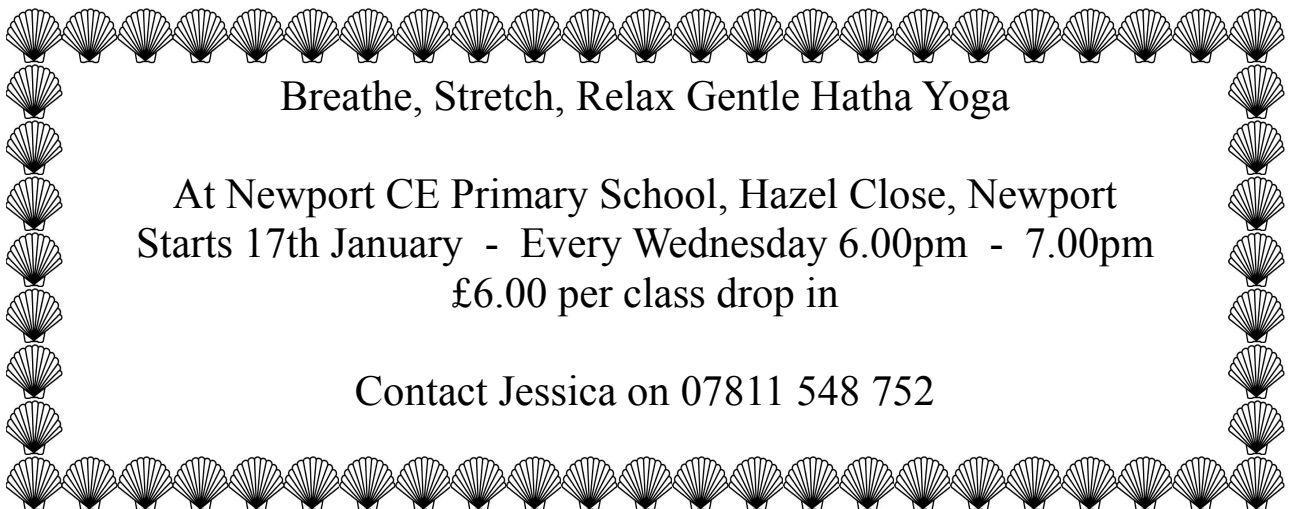 Breathe, Stretch, Relax Gentle Hatha Yoga
At Newport CE Primary School, Hazel Close, Newport
Starts 17th January  -  Every Wednesday 6.00pm  -  7.00pm
£6.00 per class drop in
Contact Jessica on 07811 548 752